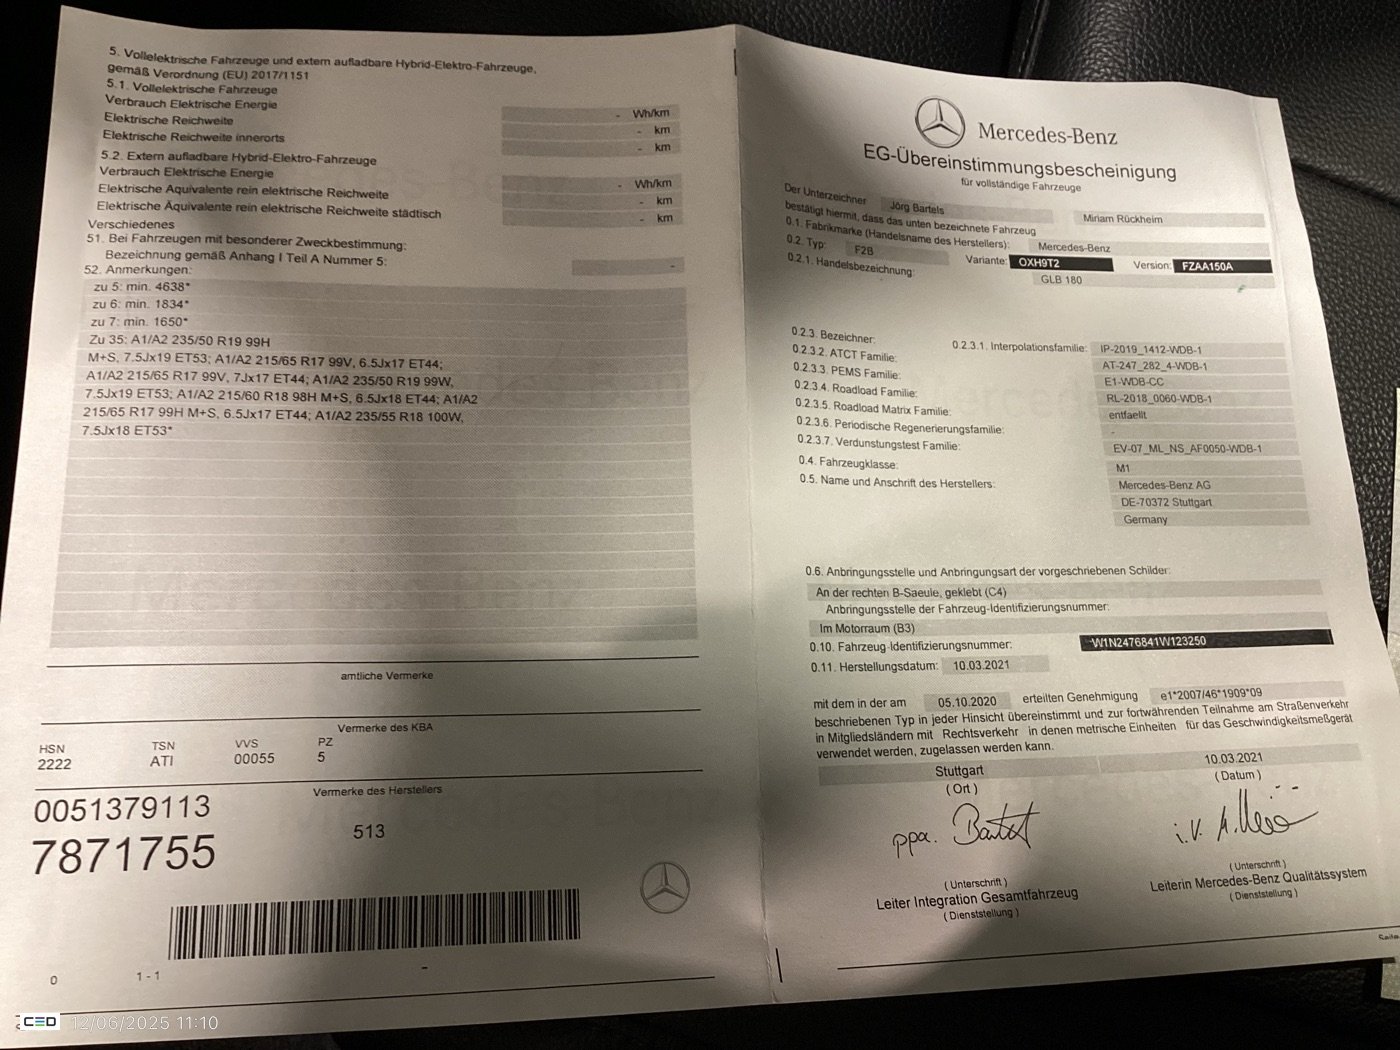 5. Vollelektrische Fahrzeuge und extern aufladbare Hybrid-Elektro-Fahrzeuge,
gemäß Verordnung (EU) 2017/1151
5.1. Vollelektrische Fahrzeuge
Verbrauch Elektrische Energie - Wh/km
Elektrische Reichweite - km
Elektrische Reichweite innerorts - km
5.2. Extern aufladbare Hybrid-Elektro-Fahrzeuge
Verbrauch Elektrische Energie - Wh/km
Elektrische Äquivalente rein elektrische Reichweite - km
Elektrische Äquivalente rein elektrische Reichweite städtisch - km
Verschiedenes
51. Bei Fahrzeugen mit besonderer Zweckbestimmung:
Bezeichnung gemäß Anhang I Teil A Nummer 5: -
52. Anmerkungen:
zu 5: min. 4638*
zu 6: min. 1834*
zu 7: min. 1650*
Zu 35: A1/A2 235/50 R19 99H
M+S, 7.5Jx19 ET53; A1/A2 215/65 R17 99V, 6.5Jx17 ET44;
A1/A2 215/65 R17 99V, 7Jx17 ET44; A1/A2 235/50 R19 99W,
7.5Jx19 ET53; A1/A2 215/60 R18 98H M+S, 6.5Jx18 ET44; A1/A2
215/65 R17 99H M+S, 6.5Jx17 ET44; A1/A2 235/55 R18 100W,
7.5Jx18 ET53*
amtliche Vermerke
Vermerke des KBA
HSN TSN VVS PZ
2222 ATI 00055 5
Vermerke des Herstellers
0051379113
513
7871755
0 1 - 1 -
Mercedes-Benz
EG-Übereinstimmungsbescheinigung
für vollständige Fahrzeuge
Der Unterzeichner Jörg Bartels Miriam Rückheim
bestätigt hiermit, dass das unten bezeichnete Fahrzeug
0.1. Fabrikmarke (Handelsname des Herstellers): Mercedes-Benz
0.2. Typ: F2B Variante: OXH9T2 Version: FZAA150A
0.2.1. Handelsbezeichnung: GLB 180
0.2.3. Bezeichner: 0.2.3.1. Interpolationsfamilie: IP-2019_1412-WDB-1
0.2.3.2. ATCT Familie: AT-247_282_4-WDB-1
0.2.3.3. PEMS Familie: E1-WDB-CC
0.2.3.4. Roadload Familie: RL-2018_0060-WDB-1
0.2.3.5. Roadload Matrix Familie: entfaellt
0.2.3.6. Periodische Regenerierungsfamilie: -
0.2.3.7. Verdunstungstest Familie: EV-07_ML_NS_AF0050-WDB-1
0.4. Fahrzeugklasse: M1
0.5. Name und Anschrift des Herstellers: Mercedes-Benz AG
DE-70372 Stuttgart
Germany
0.6. Anbringungsstelle und Anbringungsart der vorgeschriebenen Schilder:
An der rechten B-Saeule, geklebt (C4)
Anbringungsstelle der Fahrzeug-Identifizierungsnummer:
Im Motorraum (B3)
0.10. Fahrzeug-Identifizierungsnummer: W1N2476841W123250
0.11. Herstellungsdatum: 10.03.2021
mit dem in der am 05.10.2020 erteilten Genehmigung e1*2007/46*1909*09
beschriebenen Typ in jeder Hinsicht übereinstimmt und zur fortwährenden Teilnahme am Straßenverkehr
in Mitgliedsländern mit Rechtsverkehr in denen metrische Einheiten für das Geschwindigkeitsmeßgerät
verwendet werden, zugelassen werden kann.
Stuttgart 10.03.2021
( Ort ) ( Datum )
ppa. Bartels i.V.
( Unterschrift ) ( Unterschrift )
Leiter Integration Gesamtfahrzeug Leiterin Mercedes-Benz Qualitätssystem
( Dienststellung ) ( Dienststellung )
Seite
CED 12/06/2025 11:10